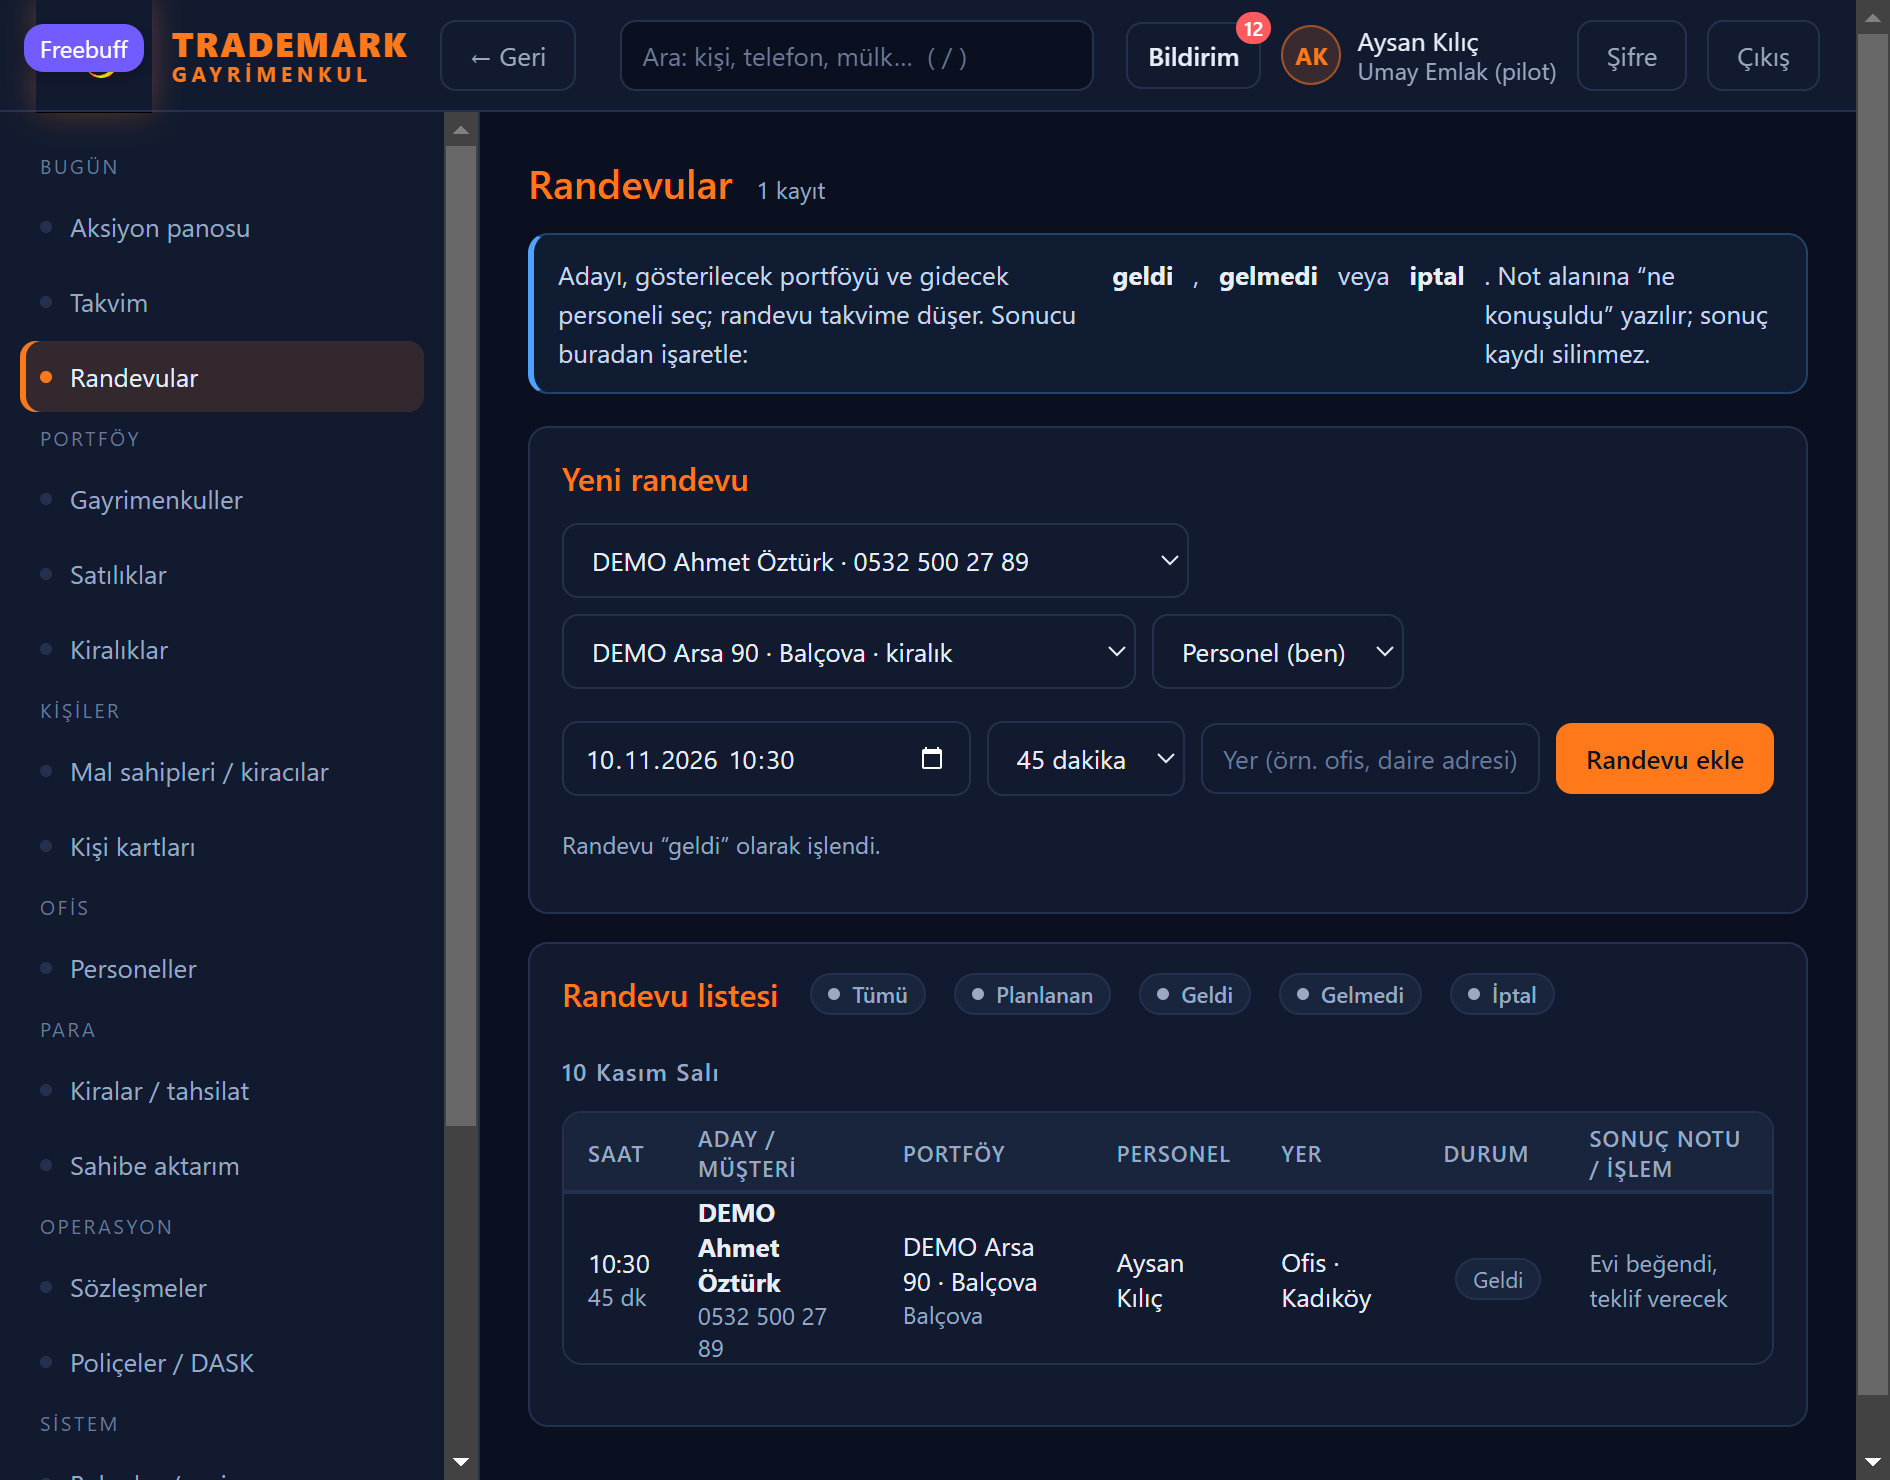 Freebuff
TRADEMARK
GAYRİMENKUL
← Geri
Ara: kişi, telefon, mülk... ( / )
Bildirim
12
AK
Aysan Kılıç
Umay Emlak (pilot)
Şifre
Çıkış
BUGÜN
Aksiyon panosu
Takvim
Randevular
PORTFÖY
Gayrimenkuller
Satılıklar
Kiralıklar
KİŞİLER
Mal sahipleri / kiracılar
Kişi kartları
OFİS
Personeller
PARA
Kiralar / tahsilat
Sahibe aktarım
OPERASYON
Sözleşmeler
Poliçeler / DASK
SİSTEM
Randevular
1 kayıt
Adayı, gösterilecek portföyü ve gidecek
personeli seç; randevu takvime düşer. Sonucu
buradan işaretle:
geldi , gelmedi veya iptal
. Not alanına “ne
konuşuldu” yazılır; sonuç
kaydı silinmez.
Yeni randevu
DEMO Ahmet Öztürk · 0532 500 27 89
DEMO Arsa 90 · Balçova · kiralık
Personel (ben)
10.11.2026 10:30
45 dakika
Yer (örn. ofis, daire adresi)
Randevu ekle
Randevu “geldi” olarak işlendi.
Randevu listesi
Tümü
Planlanan
Geldi
Gelmedi
İptal
10 Kasım Salı
SAAT
ADAY /
MÜŞTERİ
PORTFÖY
PERSONEL
YER
DURUM
SONUÇ NOTU
/ İŞLEM
10:30
45 dk
DEMO
Ahmet
Öztürk
0532 500 27
89
DEMO Arsa
90 · Balçova
Balçova
Aysan
Kılıç
Ofis ·
Kadıköy
Geldi
Evi beğendi,
teklif verecek